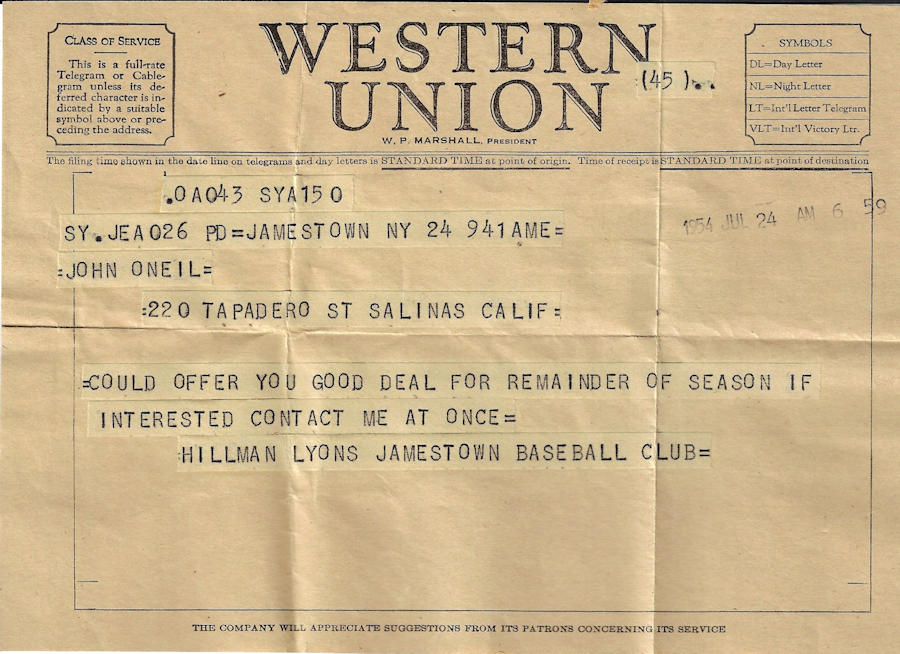 CLASS OF SERVICE
This is a full-rate
Telegram or Cable-
gram unless its de-
ferred character is in-
dicated by a suitable
symbol above or pre-
ceding the address.
WESTERN
UNION
(45)..
W. P. MARSHALL, PRESIDENT
SYMBOLS
DL=Day Letter
NL=Night Letter
LT=Int'l Letter Telegram
VLT=Int'l Victory Ltr.
The filing time shown in the date line on telegrams and day letters is STANDARD TIME at point of origin. Time of receipt is STANDARD TIME at point of destination
.OA043 SYA150
SY.JEA026 PD=JAMESTOWN NY 24 941AME=
1954 JUL 24 AM 6 59
=JOHN ONEIL=
=220 TAPADERO ST SALINAS CALIF=
=COULD OFFER YOU GOOD DEAL FOR REMAINDER OF SEASON IF
INTERESTED CONTACT ME AT ONCE=
=HILLMAN LYONS JAMESTOWN BASEBALL CLUB=
THE COMPANY WILL APPRECIATE SUGGESTIONS FROM ITS PATRONS CONCERNING ITS SERVICE